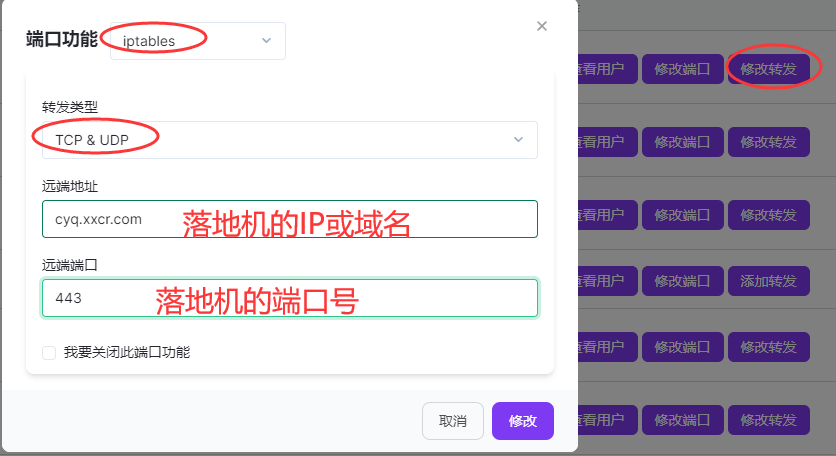 端口功能 iptables
转发类型
TCP & UDP
远端地址
cyq.xxcr.com 落地机的IP或域名
远端端口
443 落地机的端口号
我要关闭此端口功能
取消 修改
查看用户 修改端口 修改转发
查看用户 修改端口 修改转发
查看用户 修改端口 修改转发
查看用户 修改端口 添加转发
查看用户 修改端口 修改转发
查看用户 修改端口 修改转发